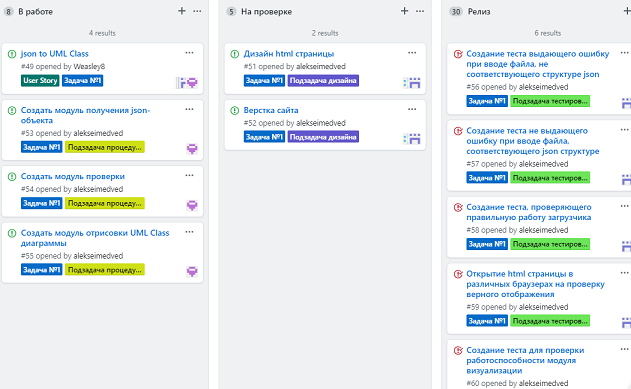 8 В работе
4 results
json to UML Class
#49 opened by Weasley8
User Story Задача №1
Создать модуль получения json-
объекта
#53 opened by alekseimedved
Задача №1 Подзадача процеду...
Создать модуль проверки
#54 opened by alekseimedved
Задача №1 Подзадача процеду...
Создать модуль отрисовки UML Class
диаграммы
#55 opened by alekseimedved
Задача №1 Подзадача процеду...
5 На проверке
2 results
Дизайн html страницы
#51 opened by alekseimedved
Задача №1 Подзадача дизайна
Верстка сайта
#52 opened by alekseimedved
Задача №1 Подзадача дизайна
30 Релиз
6 results
Создание теста выдающего ошибку
при вводе файла, не
соответствующего структуре json
#56 opened by alekseimedved
Задача №1 Подзадача тестиров...
Создание теста не выдающего
ошибку при вводе файла,
соответствующего json структуре
#57 opened by alekseimedved
Задача №1 Подзадача тестиров...
Создание теста, проверяющего
правильную работу загрузчика
#58 opened by alekseimedved
Задача №1 Подзадача тестиров...
Открытие html страницы в
различных браузерах на проверку
верного отображения
#59 opened by alekseimedved
Задача №1 Подзадача тестиров...
Создание теста для проверки
работоспособности модуля
визуализации
#60 opened by alekseimedved